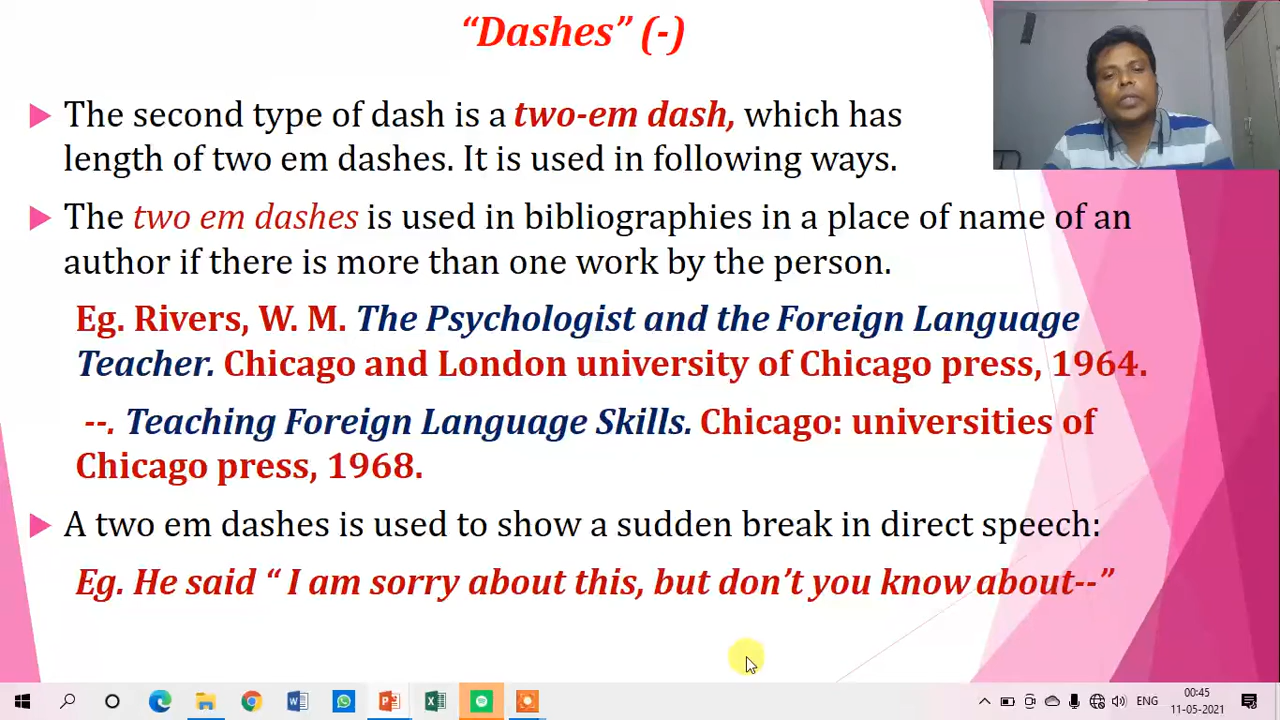 “Dashes” (-)
The second type of dash is a two-em dash, which has
length of two em dashes. It is used in following ways.
The two em dashes is used in bibliographies in a place of name of an
author if there is more than one work by the person.
Eg. Rivers, W. M. The Psychologist and the Foreign Language
Teacher. Chicago and London university of Chicago press, 1964.
--. Teaching Foreign Language Skills. Chicago: universities of
Chicago press, 1968.
A two em dashes is used to show a sudden break in direct speech:
Eg. He said “ I am sorry about this, but don’t you know about--”
ENG
00:45
11-05-2021